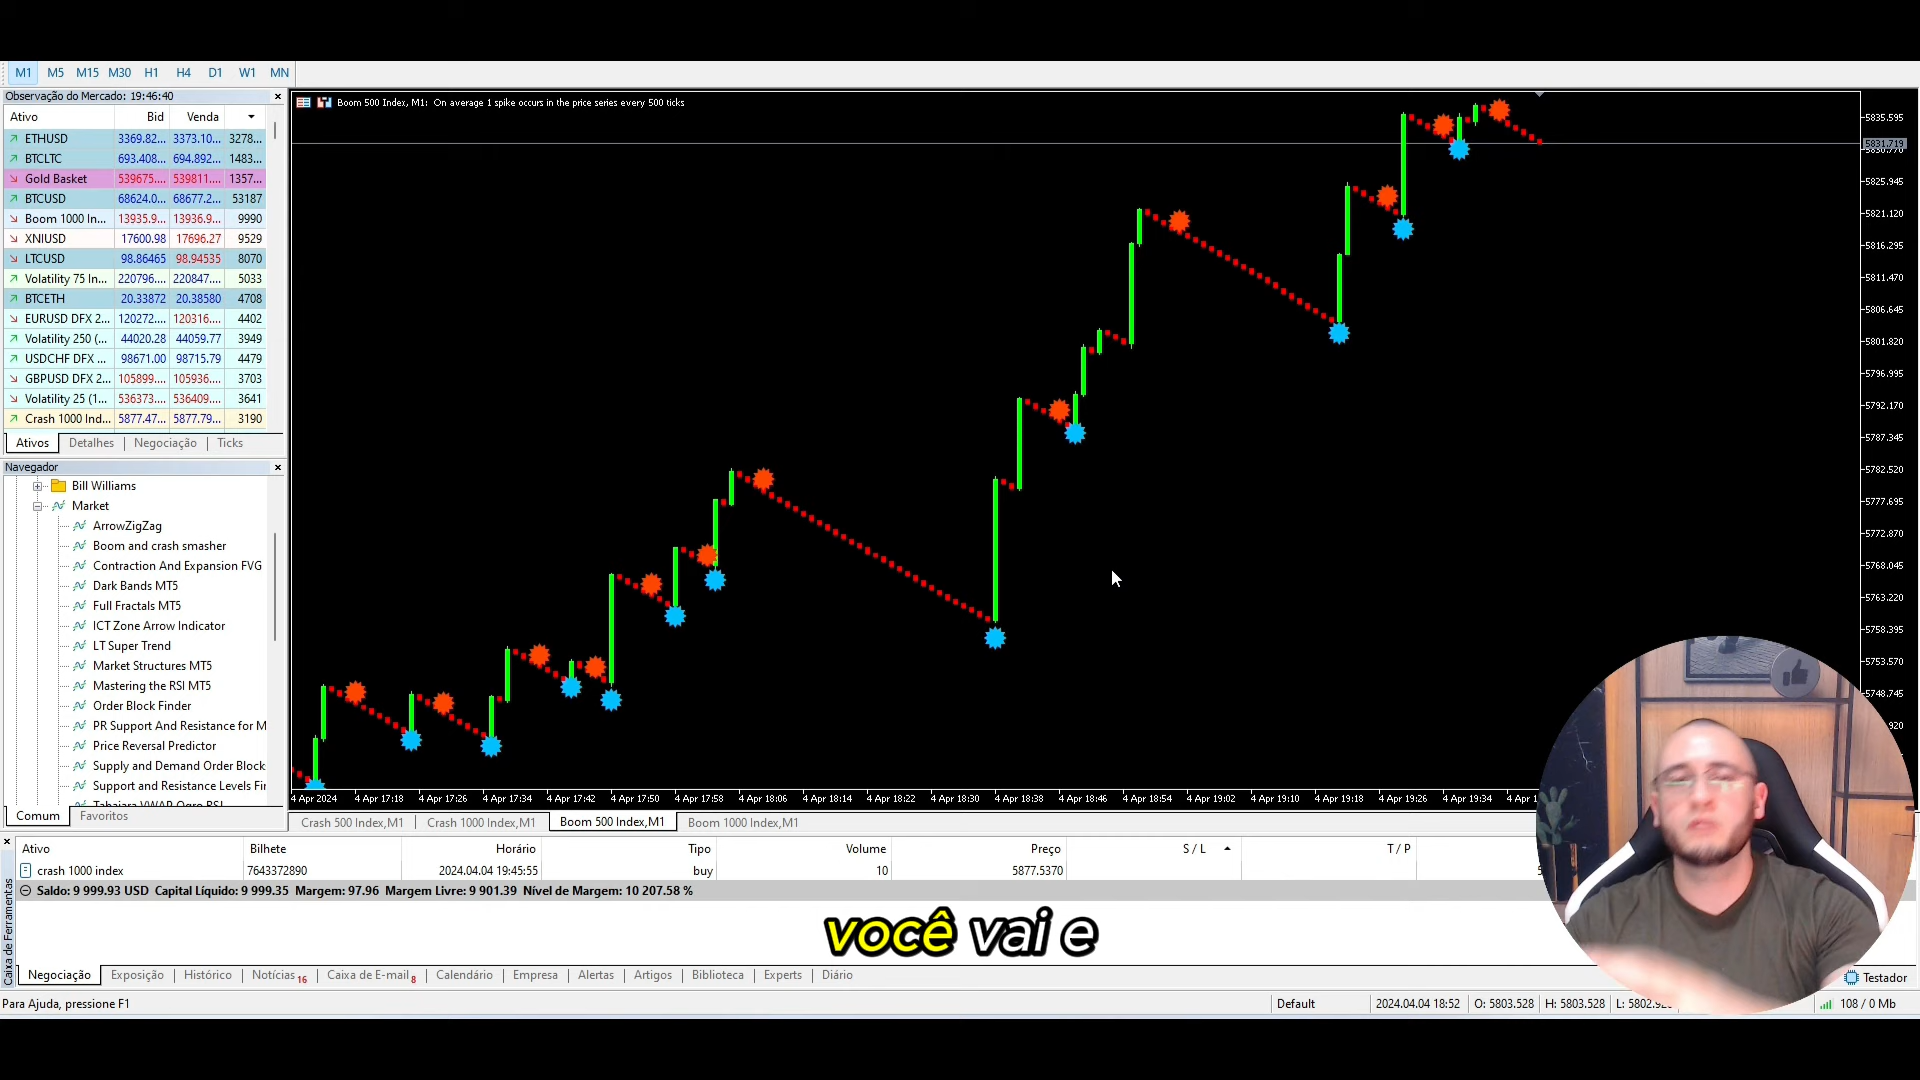 M1 M5 M15 M30 H1 H4 D1 W1 MN
Observação do Mercado: 19:46:40
Ativo Bid Venda
ETHUSD 3369.82... 3373.10... 3278...
BTCLTC 693.408... 694.892... 1483...
Gold Basket 539675.... 539811.... 1357...
BTCUSD 68624.0... 68677.2... 53187
Boom 1000 In... 13935.9... 13936.9... 9990
XNIUSD 17600.98 17696.27 9529
LTCUSD 98.86465 98.94535 8070
Volatility 75 In... 220796.... 220847.... 5033
BTCETH 20.33872 20.38580 4708
EURUSD DFX 2... 120272.... 120316.... 4402
Volatility 250 (... 44020.28 44059.77 3949
USDCHF DFX ... 98671.00 98715.79 4479
GBPUSD DFX 2... 105899.... 105936.... 3703
Volatility 25 (1... 536373.... 536409.... 3641
Crash 1000 Ind... 5877.47... 5877.79... 3190
Ativos Detalhes Negociação Ticks
Navegador
Bill Williams
Market
ArrowZigZag
Boom and crash smasher
Contraction And Expansion FVG
Dark Bands MT5
Full Fractals MT5
ICT Zone Arrow Indicator
LT Super Trend
Market Structures MT5
Mastering the RSI MT5
Order Block Finder
PR Support And Resistance for M
Price Reversal Predictor
Supply and Demand Order Block
Support and Resistance Levels Fir
Comum Favoritos
Boom 500 Index, M1: On average 1 spike occurs in the price series every 500 ticks
5835.595
5831.719
5825.945
5821.120
5816.295
5811.470
5806.645
5801.820
5796.995
5792.170
5787.345
5782.520
5777.695
5772.870
5768.045
5763.220
5758.395
5753.570
5748.745
920
4 Apr 2024 4 Apr 17:18 4 Apr 17:26 4 Apr 17:34 4 Apr 17:42 4 Apr 17:50 4 Apr 17:58 4 Apr 18:06 4 Apr 18:14 4 Apr 18:22 4 Apr 18:30 4 Apr 18:38 4 Apr 18:46 4 Apr 18:54 4 Apr 19:02 4 Apr 19:10 4 Apr 19:18 4 Apr 19:26 4 Apr 19:34 4 Apr 1
Crash 500 Index,M1 Crash 1000 Index,M1 Boom 500 Index,M1 Boom 1000 Index,M1
Ativo Bilhete Horário Tipo Volume Preço S / L T / P
crash 1000 index 7643372890 2024.04.04 19:45:55 buy 10 5877.5370
Saldo: 9 999.93 USD Capital Líquido: 9 999.35 Margem: 97.96 Margem Livre: 9 901.39 Nível de Margem: 10 207.58 %
você vai e
Caixa de Ferramentas
Negociação Exposição Histórico Notícias 16 Caixa de E-mail 8 Calendário Empresa Alertas Artigos Biblioteca Experts Diário
Testador
Para Ajuda, pressione F1 Default 2024.04.04 18:52 O: 5803.528 H: 5803.528 L: 5802.92 108 / 0 Mb